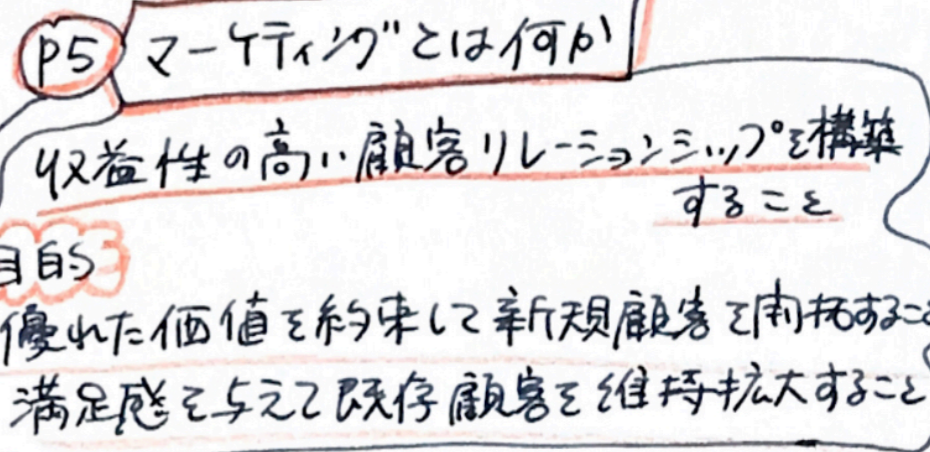 P5 マーケティングとは何か
収益性の高い顧客リレーションシップを構築
すること
目的
優れた価値を約束して新規顧客を開拓すること
満足感を与えて既存顧客を維持拡大すること